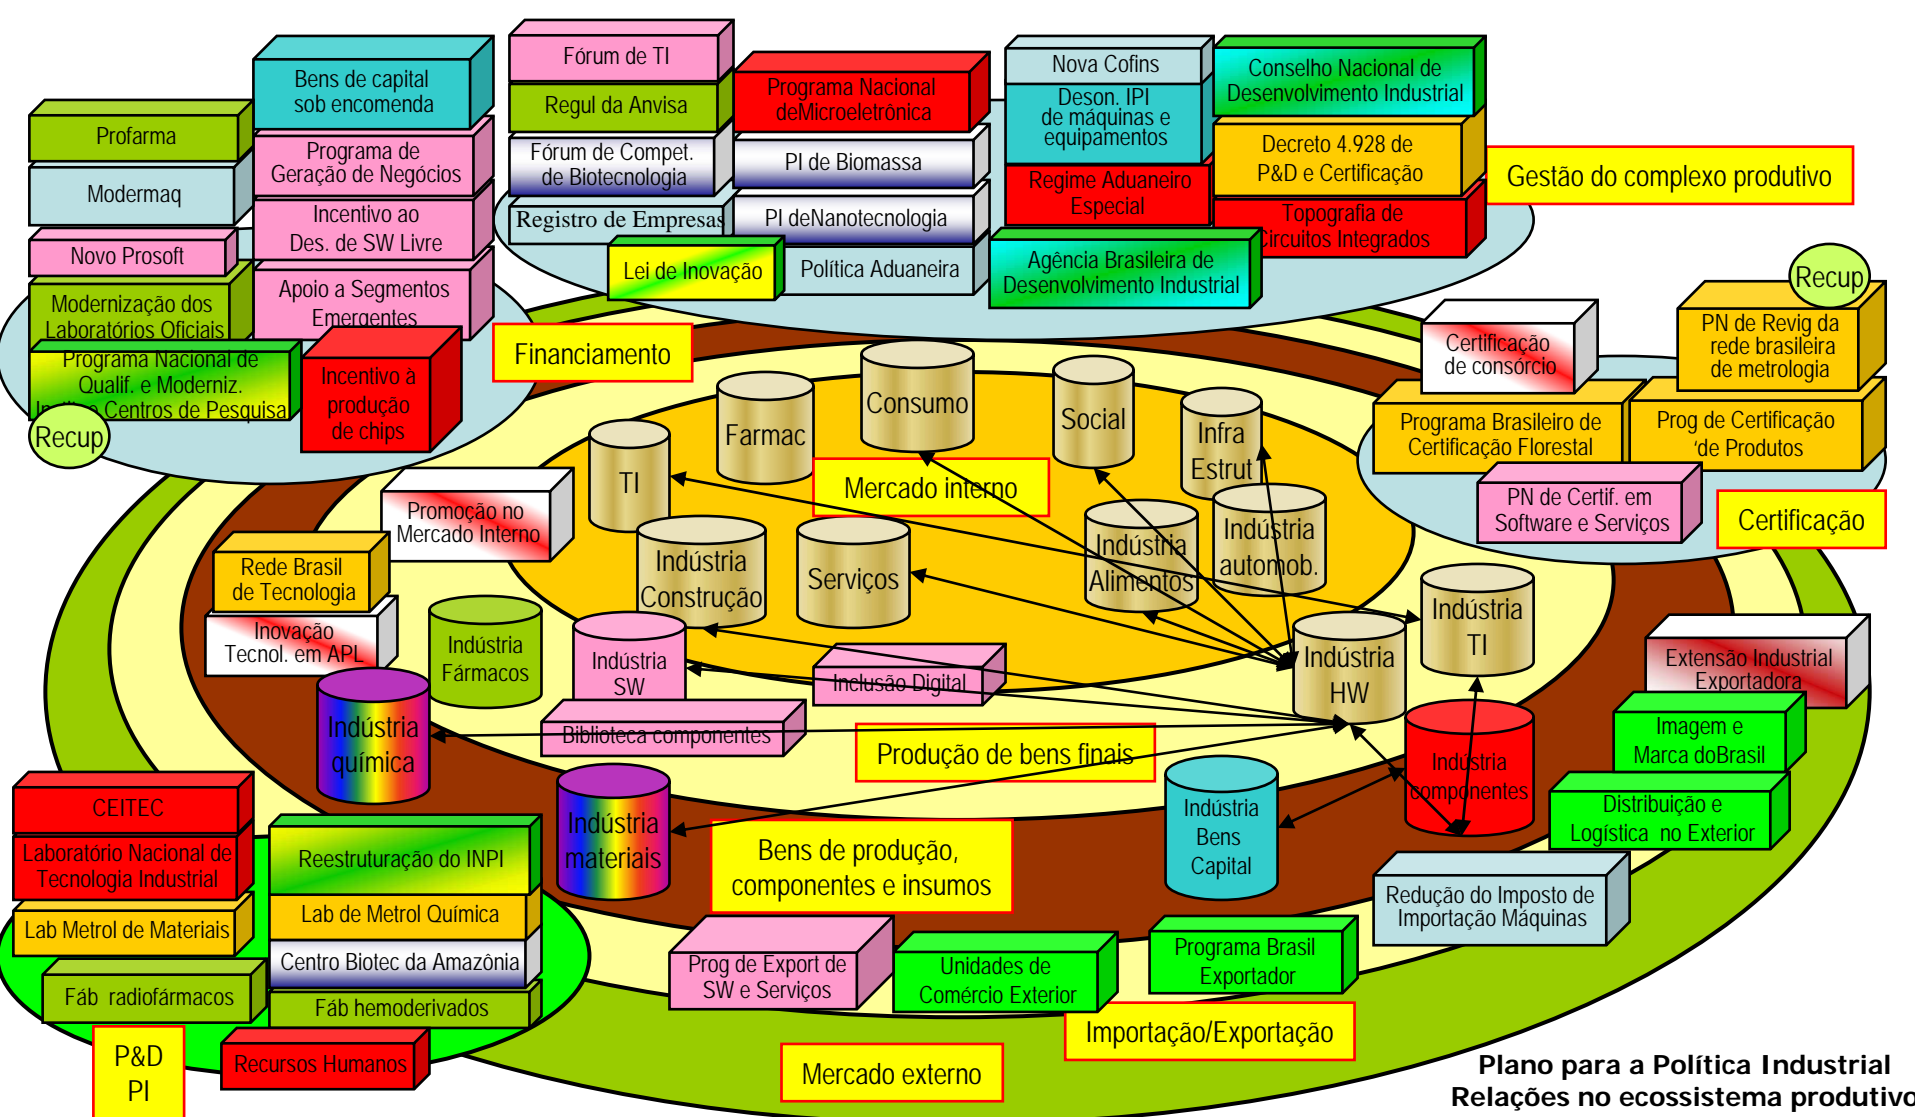 Bens de capital
sob encomenda
Profarma
Programa de
Geração de Negócios
Modermaq
Incentivo ao
Des. de SW Livre
Novo Prosoft
Apoio a Segmentos
Emergentes
Modernização dos
Laboratórios Oficiais
Programa Nacional de
Qualif. e Moderniz.
e Centros de Pesquisa
Recup
Incentivo à
produção
de chips
Financiamento
Fórum de TI
Regul da Anvisa
Fórum de Compet.
de Biotecnologia
Registro de Empresas
Lei de Inovação
Programa Nacional
deMicroeletrônica
PI de Biomassa
PI deNanotecnologia
Política Aduaneira
Nova Cofins
Deson. IPI
de máquinas e
equipamentos
Regime Aduaneiro
Especial
Agência Brasileira de
Desenvolvimento Industrial
Conselho Nacional de
Desenvolvimento Industrial
Decreto 4.928 de
P&D e Certificação
Topografia de
Circuitos Integrados
Gestão do complexo produtivo
Recup
Certificação
de consórcio
PN de Revig da
rede brasileira
de metrologia
Programa Brasileiro de
Certificação Florestal
Prog de Certificação
‘de Produtos
PN de Certif. em
Software e Serviços
Certificação
TI
Farmac
Consumo
Social
Infra
Estrut
Mercado interno
Indústria
Construção
Serviços
Indústria
Alimentos
Indústria
automob.
Promoção no
Mercado Interno
Rede Brasil
de Tecnologia
Inovação
Tecnol. em APL
Indústria
Fármacos
Indústria
SW
Inclusão Digital
Indústria
HW
Indústria
TI
Indústria
química
Biblioteca componentes
Produção de bens finais
Indústria
componentes
Indústria
materiais
Bens de produção,
componentes e insumos
Indústria
Bens
Capital
Extensão Industrial
Exportadora
Imagem e
Marca doBrasil
Distribuição e
Logística no Exterior
Redução do Imposto de
Importação Máquinas
CEITEC
Laboratório Nacional de
Tecnologia Industrial
Lab Metrol de Materiais
Fáb radiofármacos
Reestruturação do INPI
Lab de Metrol Química
Centro Biotec da Amazônia
Fáb hemoderivados
Recursos Humanos
P&D
PI
Prog de Export de
SW e Serviços
Unidades de
Comércio Exterior
Programa Brasil
Exportador
Importação/Exportação
Mercado externo
Plano para a Política Industrial
Relações no ecossistema produtivo